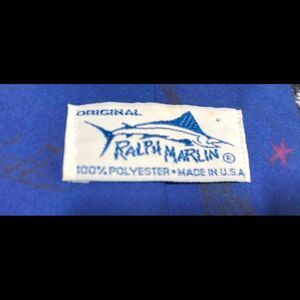 ORIGINAL
RALPH MARLIN ®
100% POLYESTER • MADE IN U.S.A.